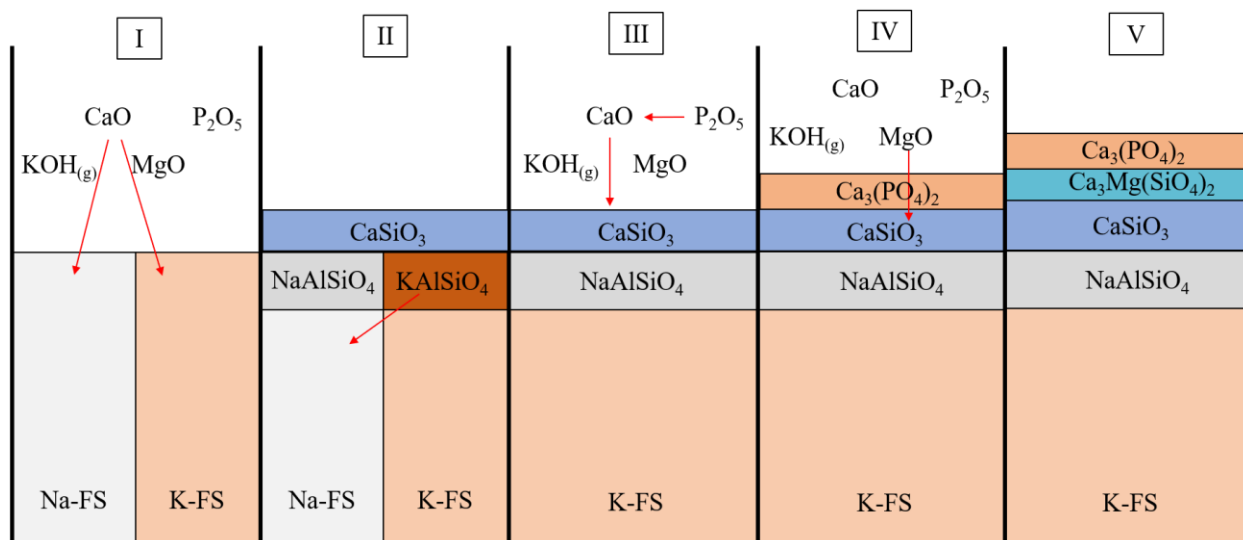 I
CaO P₂O₅
KOH₍g₎ MgO
Na-FS K-FS
II
CaSiO₃
NaAlSiO₄ KAlSiO₄
Na-FS K-FS
III
CaO P₂O₅
KOH₍g₎ MgO
CaSiO₃
NaAlSiO₄
K-FS
IV
CaO P₂O₅
KOH₍g₎ MgO
Ca₃(PO₄)₂
CaSiO₃
NaAlSiO₄
K-FS
V
Ca₃(PO₄)₂
Ca₃Mg(SiO₄)₂
CaSiO₃
NaAlSiO₄
K-FS